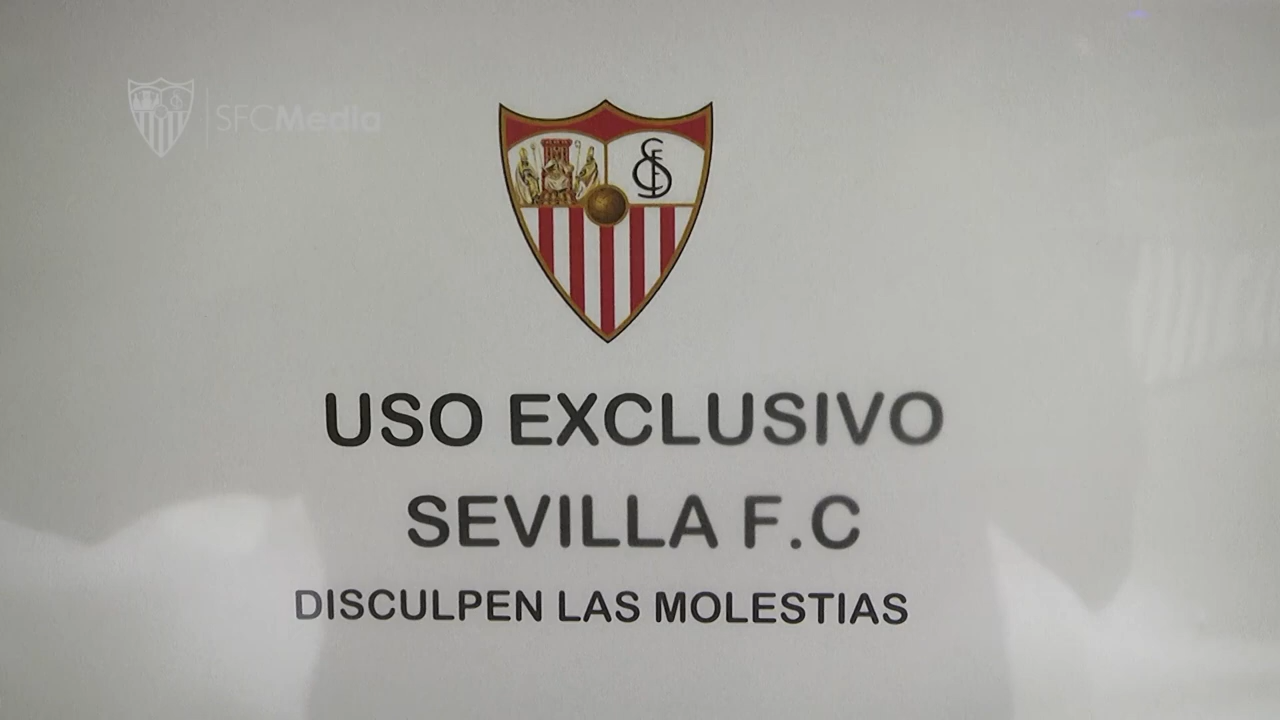 SFCMedia
USO EXCLUSIVO
SEVILLA F.C
DISCULPEN LAS MOLESTIAS